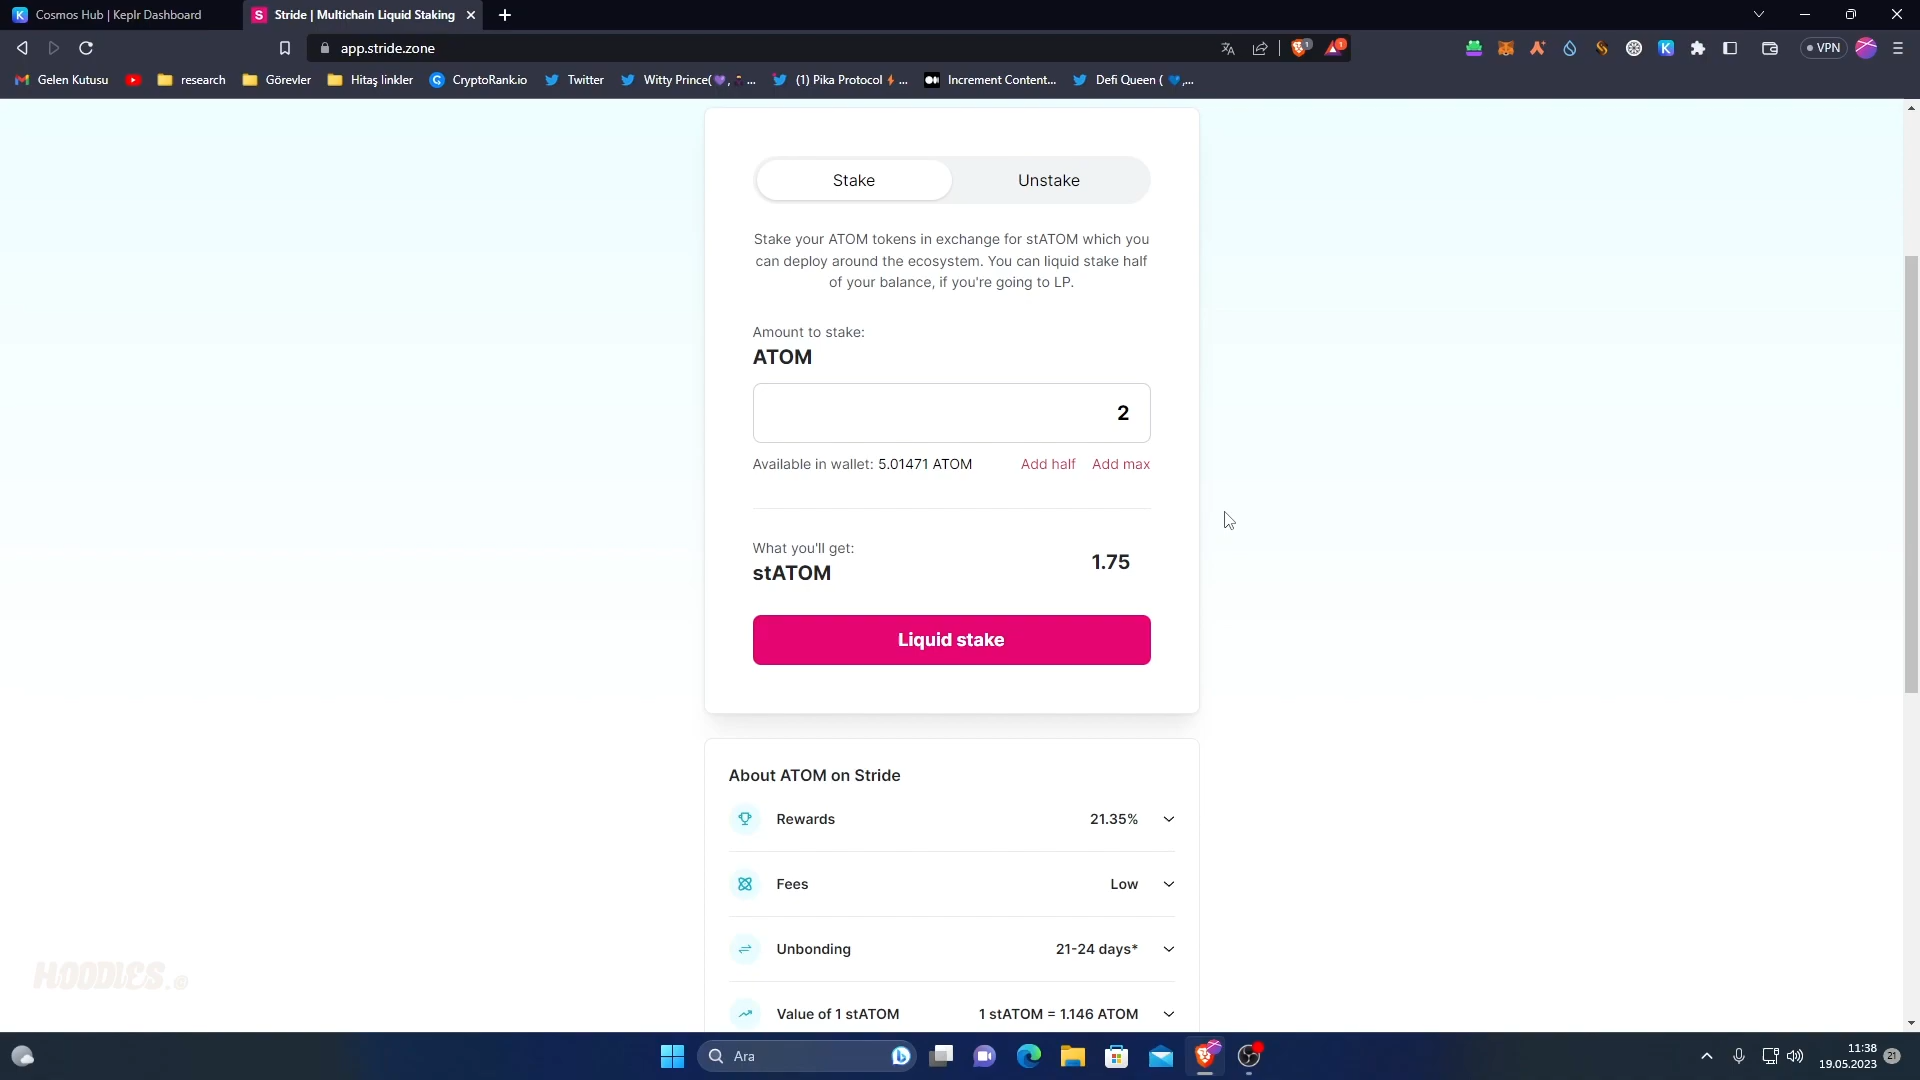 Cosmos Hub | Keplr Dashboard
Stride | Multichain Liquid Staking
app.stride.zone
VPN
Gelen Kutusu
research
Görevler
Hitaş linkler
CryptoRank.io
Twitter
Witty Prince(💜, ...
(1) Pika Protocol ⚡ ...
Increment Content...
Defi Queen ( 💙,...
Stake
Unstake
Stake your ATOM tokens in exchange for stATOM which you
can deploy around the ecosystem. You can liquid stake half
of your balance, if you're going to LP.
Amount to stake:
ATOM
2
Available in wallet: 5.01471 ATOM
Add half
Add max
What you'll get:
stATOM
1.75
Liquid stake
About ATOM on Stride
Rewards
21.35%
Fees
Low
Unbonding
21-24 days*
Value of 1 stATOM
1 stATOM = 1.146 ATOM
HOODIES.
Ara
11:38
19.05.2023
21